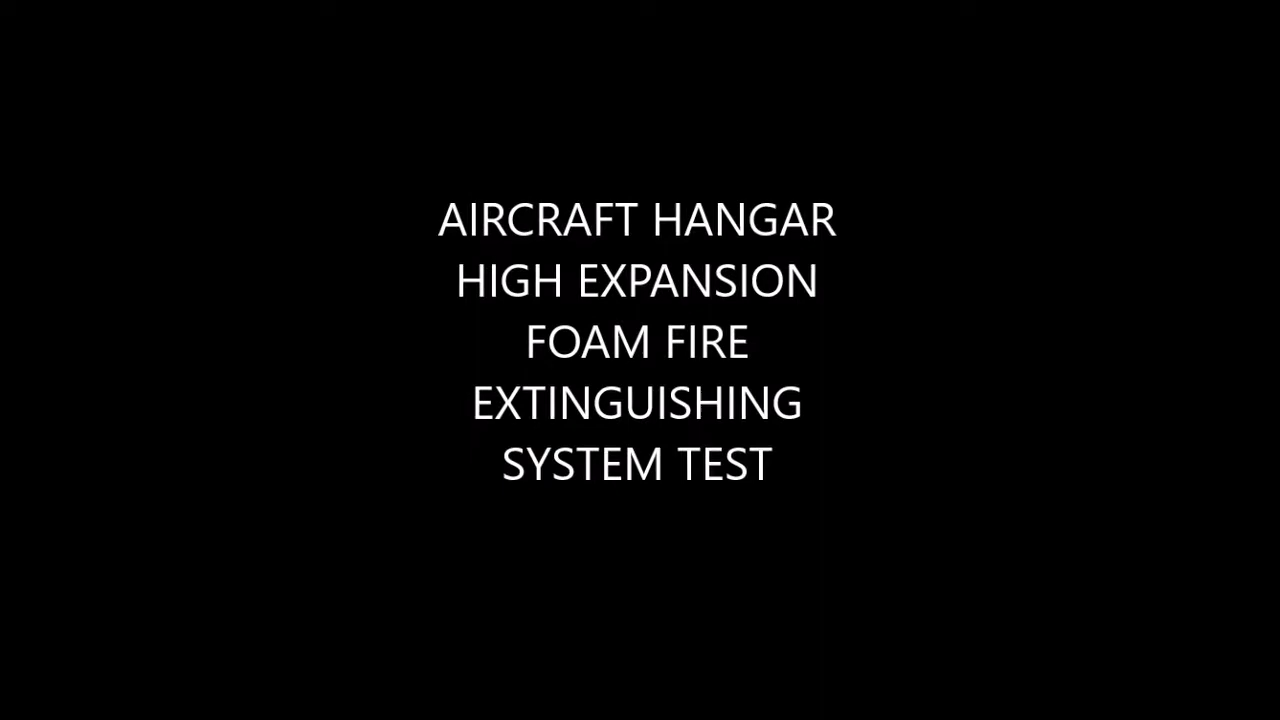 AIRCRAFT HANGAR
HIGH EXPANSION
FOAM FIRE
EXTINGUISHING
SYSTEM TEST